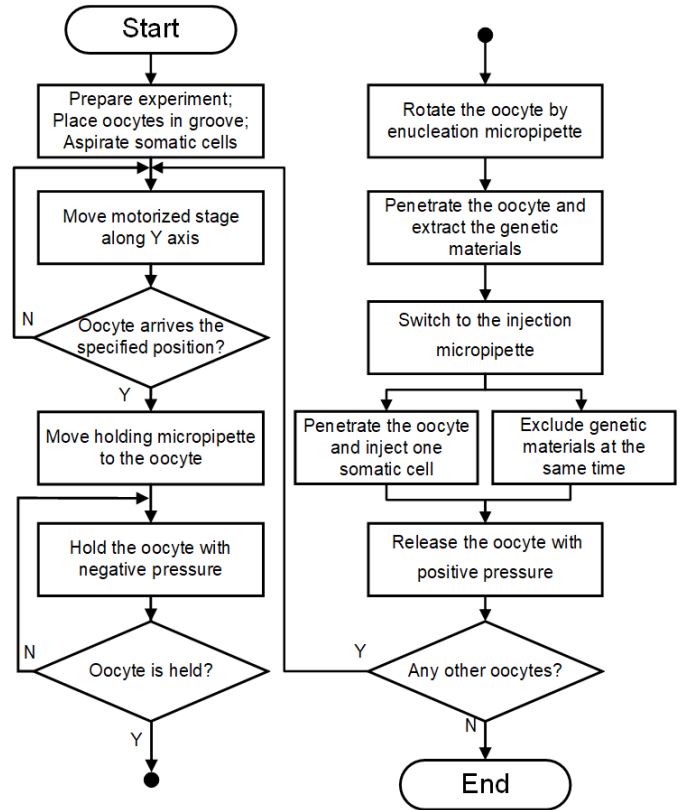 Start
Prepare experiment;
Place oocytes in groove;
Aspirate somatic cells
Move motorized stage
along Y axis
N
Oocyte arrives the
specified position?
Y
Move holding micropipette
to the oocyte
Hold the oocyte with
negative pressure
N
Oocyte is held?
Y
Rotate the oocyte by
enucleation micropipette
Penetrate the oocyte and
extract the genetic
materials
Switch to the injection
micropipette
Penetrate the oocyte
and inject one
somatic cell
Exclude genetic
materials at the
same time
Release the oocyte with
positive pressure
Y
Any other oocytes?
N
End